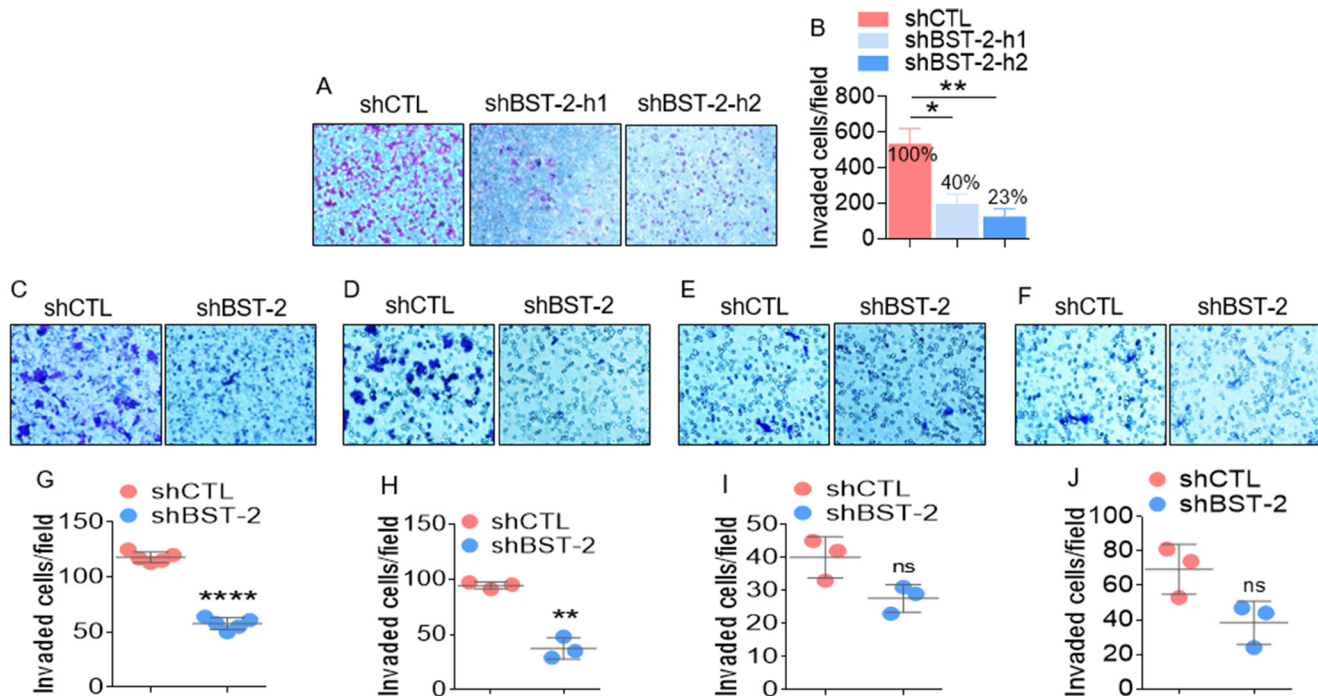 A
shCTL
shBST-2-h1
shBST-2-h2
B
shCTL
shBST-2-h1
shBST-2-h2
Invaded cells/field
800
600
400
200
0
**
*
100%
40%
23%
C
shCTL
shBST-2
D
shCTL
shBST-2
E
shCTL
shBST-2
F
shCTL
shBST-2
G
shCTL
shBST-2
Invaded cells/field
150
100
50
0
****
H
shCTL
shBST-2
Invaded cells/field
150
100
50
0
**
I
shCTL
shBST-2
Invaded cells/field
50
40
30
20
10
0
ns
J
shCTL
shBST-2
Invaded cells/field
100
80
60
40
20
0
ns